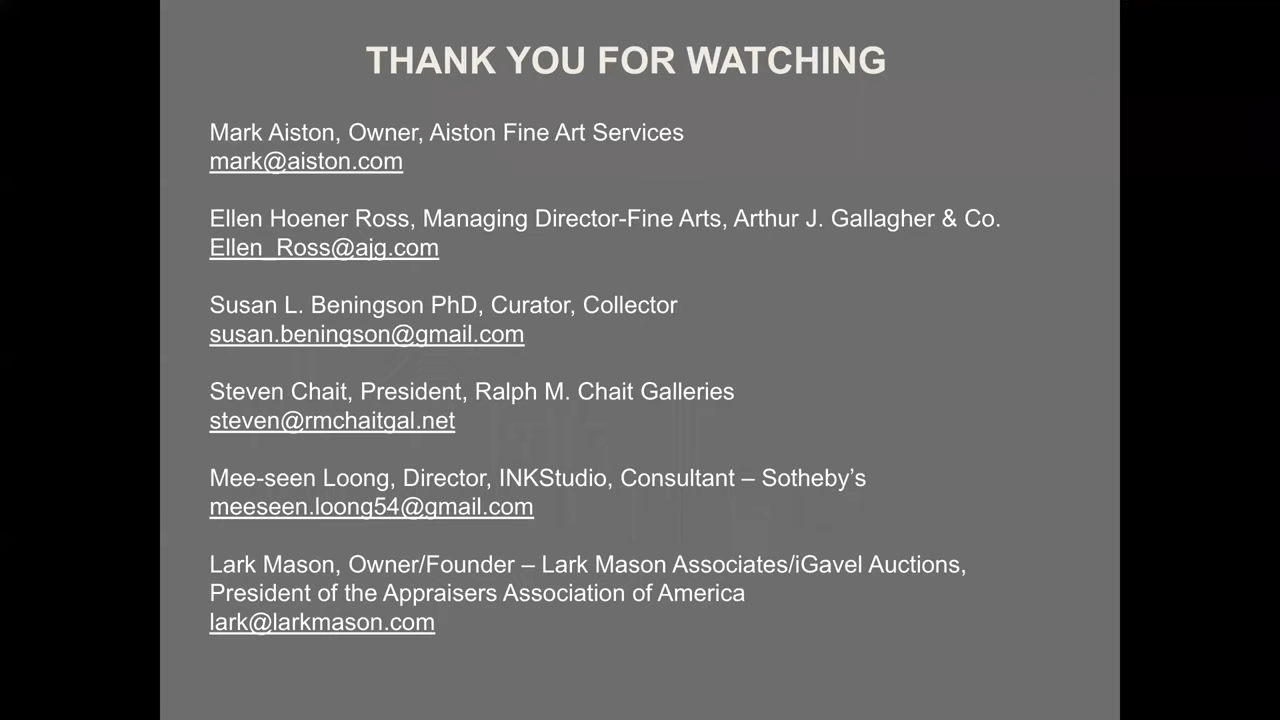 THANK YOU FOR WATCHING
Mark Aiston, Owner, Aiston Fine Art Services
mark@aiston.com
Ellen Hoener Ross, Managing Director-Fine Arts, Arthur J. Gallagher & Co.
Ellen_Ross@ajg.com
Susan L. Beningson PhD, Curator, Collector
susan.beningson@gmail.com
Steven Chait, President, Ralph M. Chait Galleries
steven@rmchaitgal.net
Mee-seen Loong, Director, INKStudio, Consultant – Sotheby’s
meeseen.loong54@gmail.com
Lark Mason, Owner/Founder – Lark Mason Associates/iGavel Auctions,
President of the Appraisers Association of America
lark@larkmason.com